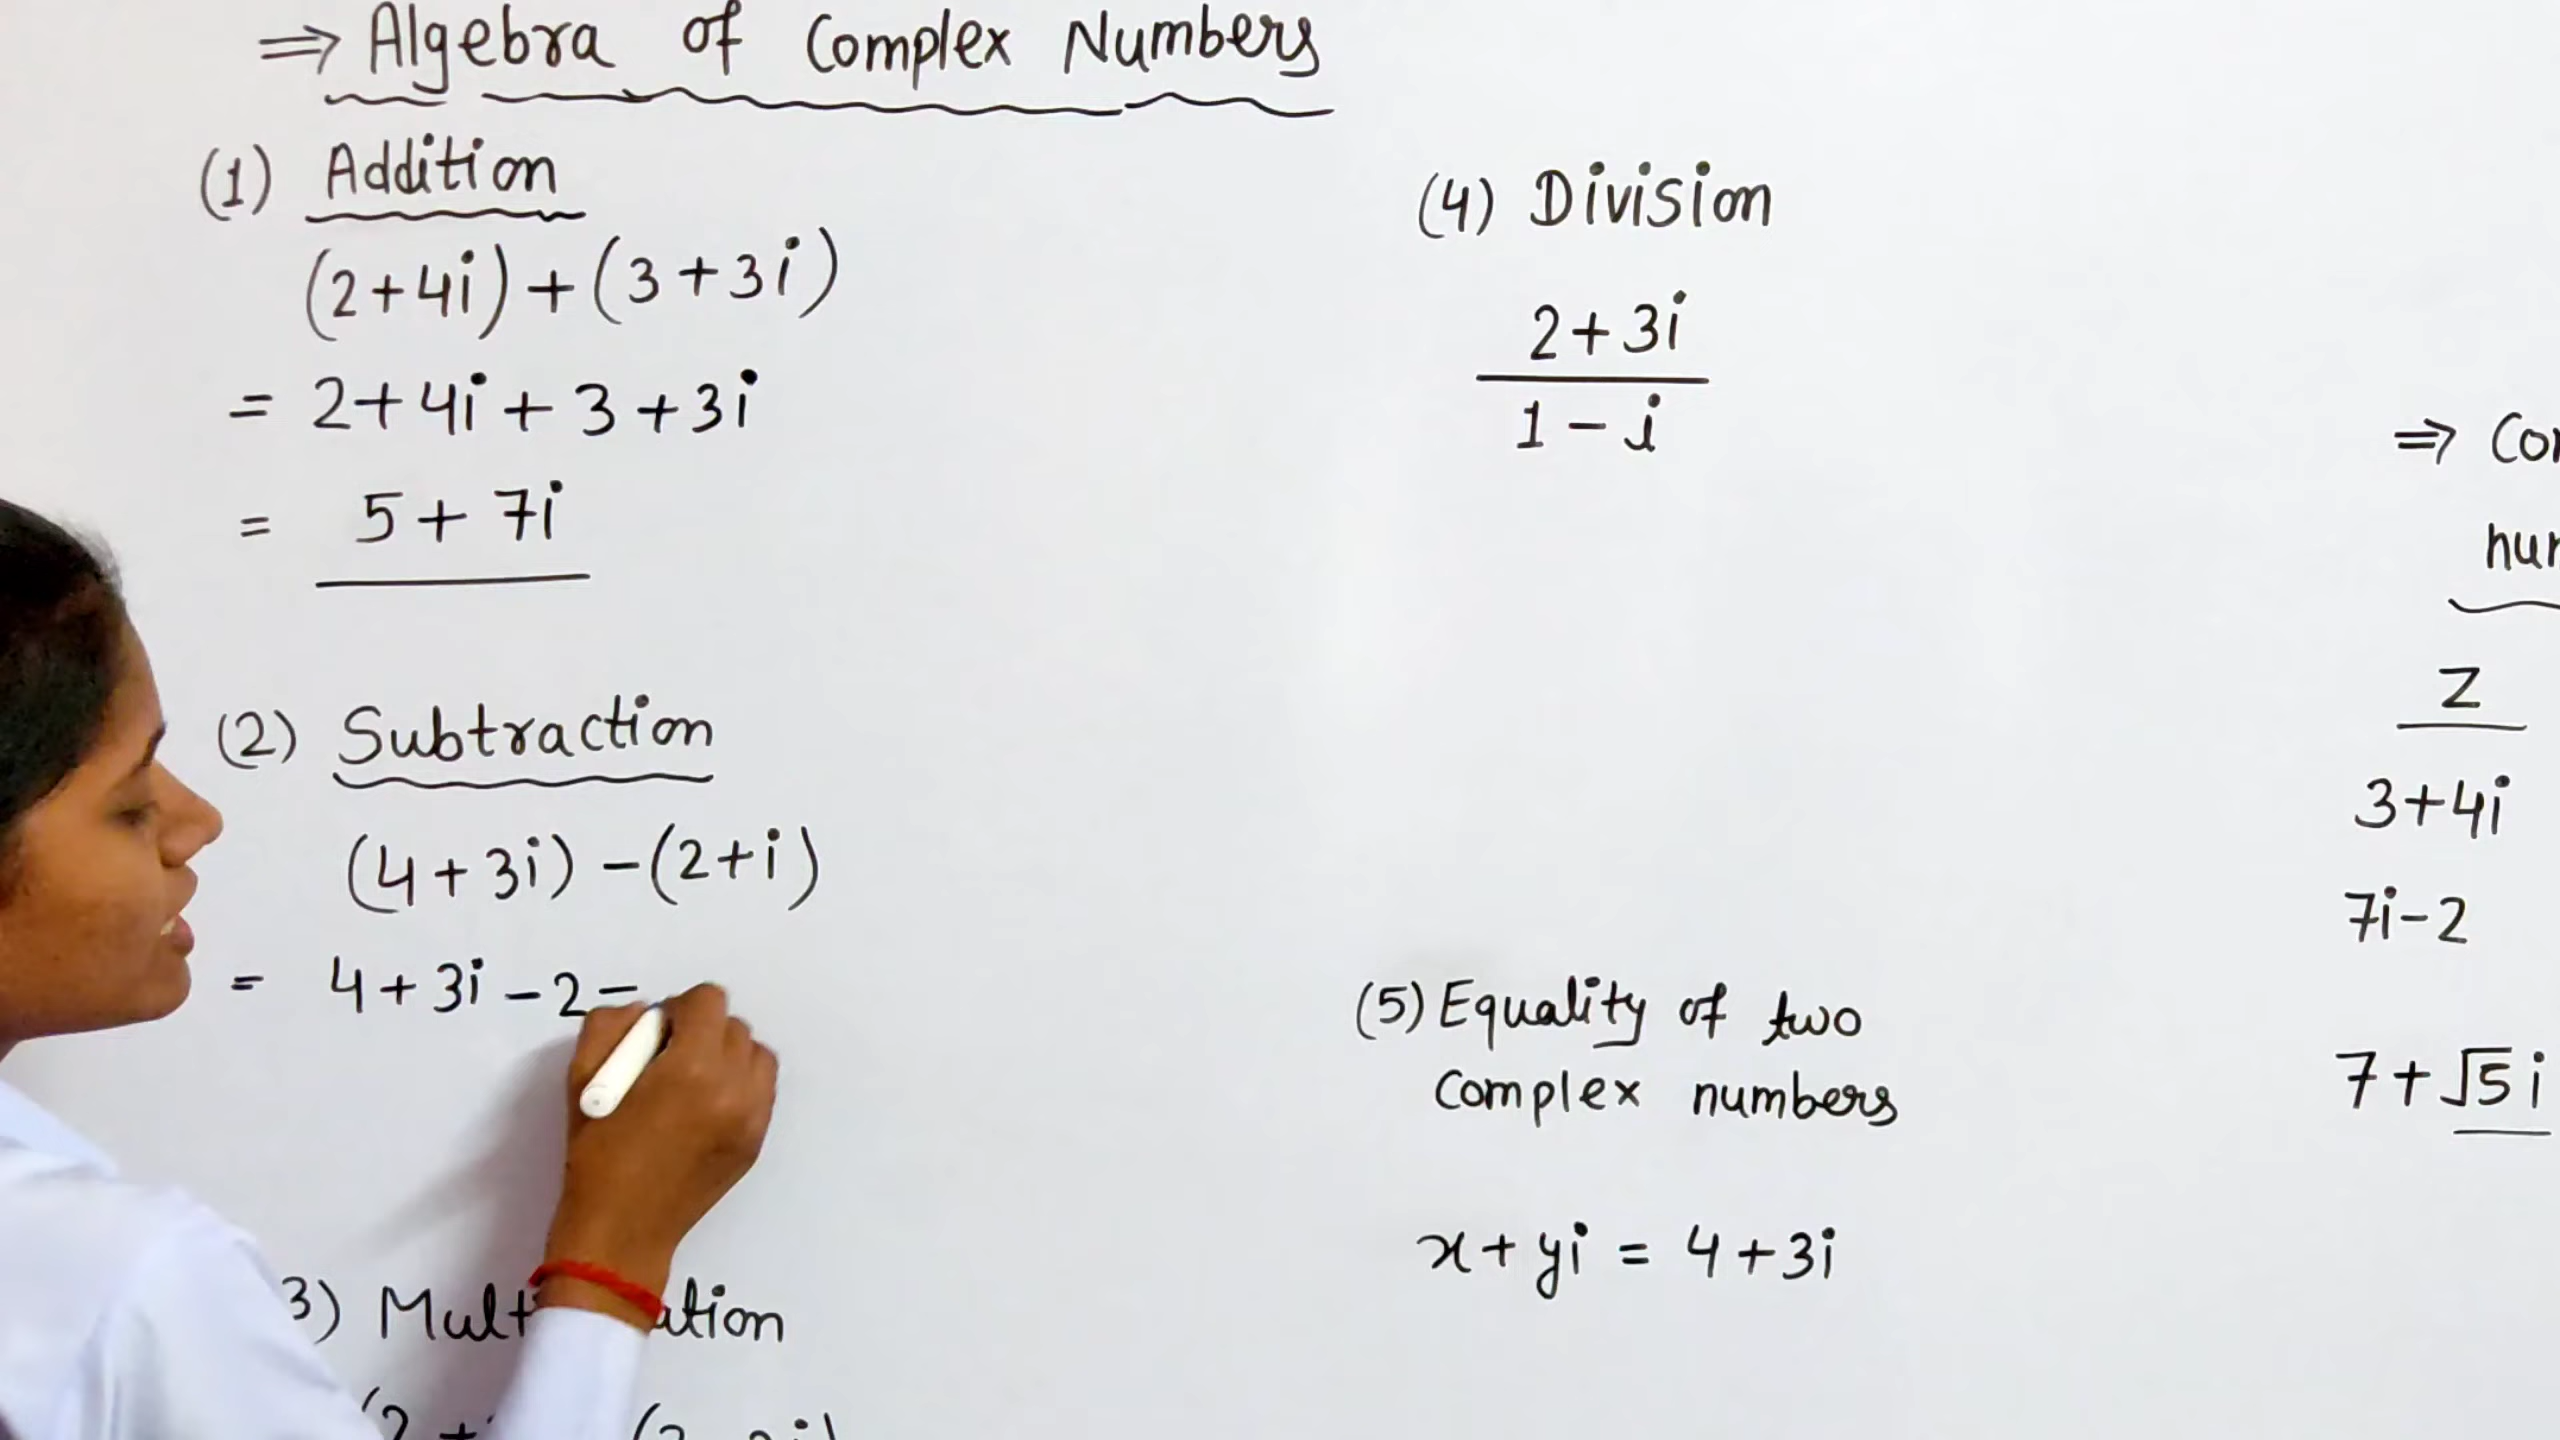 ⇒ Algebra of Complex Numbers
(1) Addition
(2+4i)+(3+3i)
= 2+4i+3+3i
= 5+7i
(2) Subtraction
(4+3i)-(2+i)
= 4+3i-2-
3)
(4) Division
2+3i
1-i
(5) Equality of two
Complex numbers
x+yi = 4+3i
⇒
z
3+4i
7i-2
7+√5i